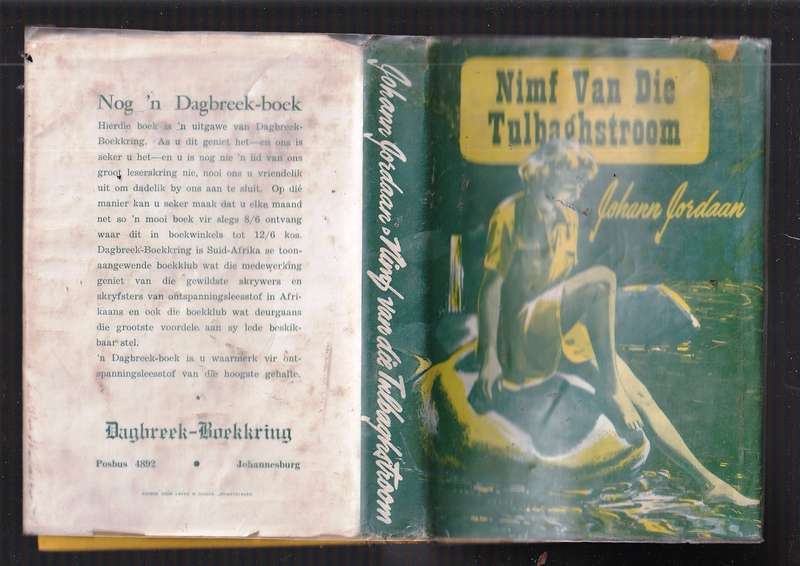 Nog 'n Dagbreek-boek
Hierdie boek is 'n uitgawe van Dagbreek-
Boekkring. As u dit geniet het—en ons is
seker u het—en u is nog nie 'n lid van ons
groot leserskring nie, nooi ons u vriendelik
uit om dadelik by ons aan te sluit. Op dié
manier kan u seker maak dat u elke maand
net so 'n mooi boek vir slegs 8/6 ontvang
waar dit in boekwinkels tot 12/6 kos.
Dagbreek-Boekkring is Suid-Afrika se toon-
aangewende boekklub wat die medewerking
geniet van die gewildste skrywers en
skryfsters van ontspanningsleesstof in Afri-
kaans en ook die boekklub wat deurgaans
die grootste voordele aan sy lede beskik-
baar stel.
'n Dagbreek-boek is u waarmerk vir ont-
spanningsleesstof van die hoogste gehalte.
Dagbreek-Boekkring
Posbus 4892 • Johannesburg
Johann Jordaan • Nimf van die Tulbaghstroom
Nimf Van Die
Tulbaghstroom
Johann Jordaan